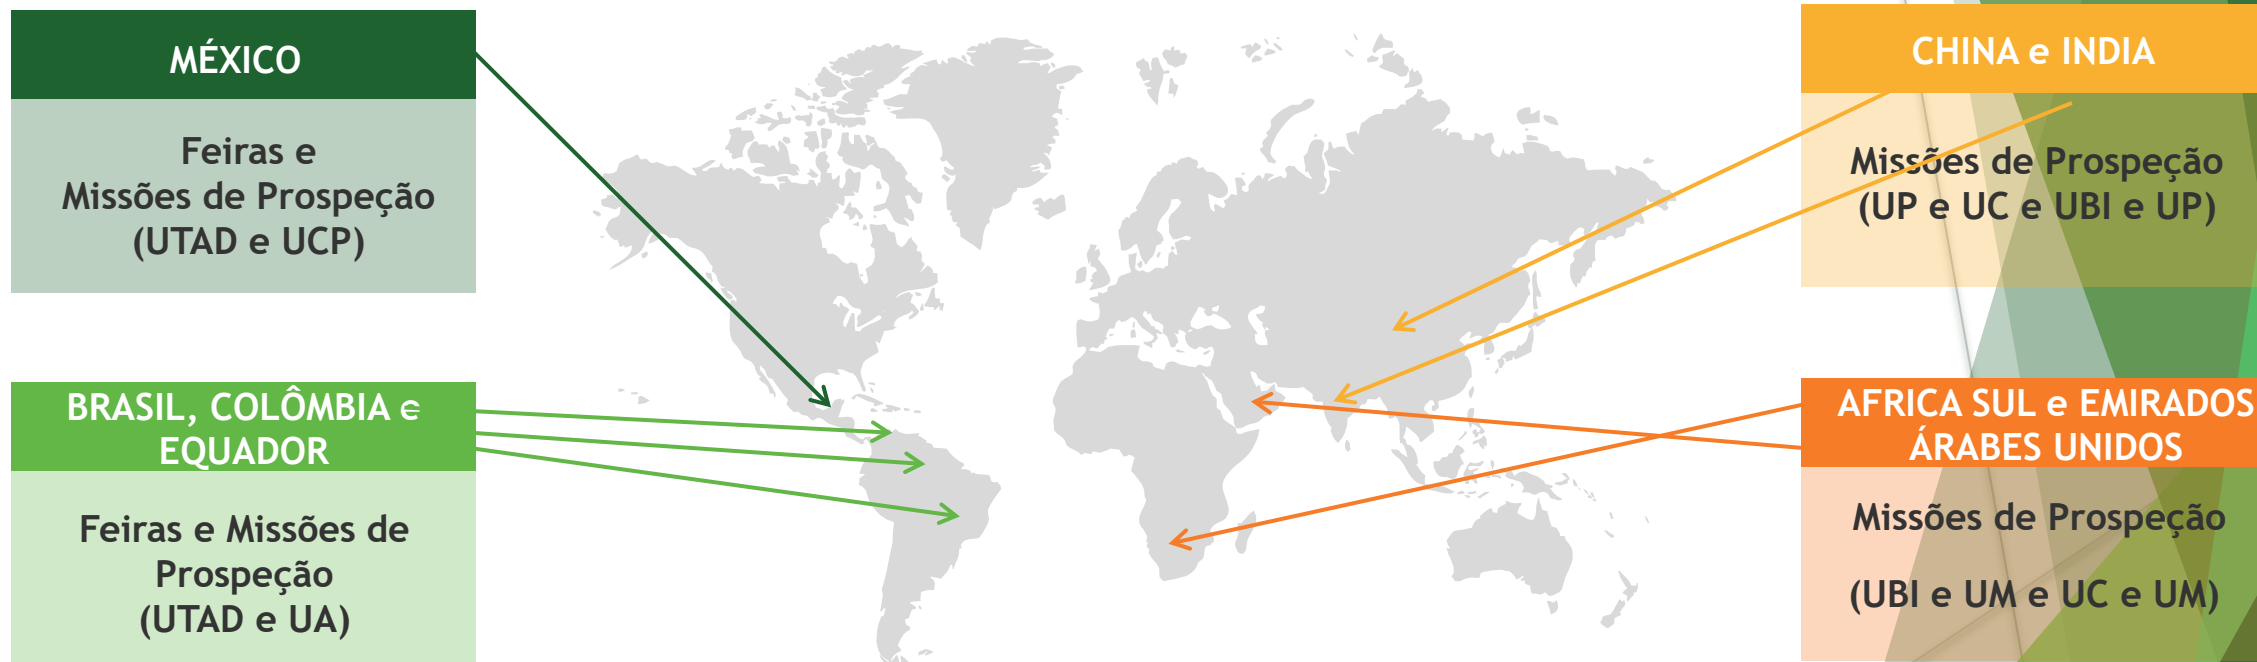 MÉXICO
Feiras e
Missões de Prospeção
(UTAD e UCP)
BRASIL, COLÔMBIA e
EQUADOR
Feiras e Missões de
Prospeção
(UTAD e UA)
CHINA e INDIA
Missões de Prospeção
(UP e UC e UBI e UP)
AFRICA SUL e EMIRADOS
ÁRABES UNIDOS
Missões de Prospeção
(UBI e UM e UC e UM)